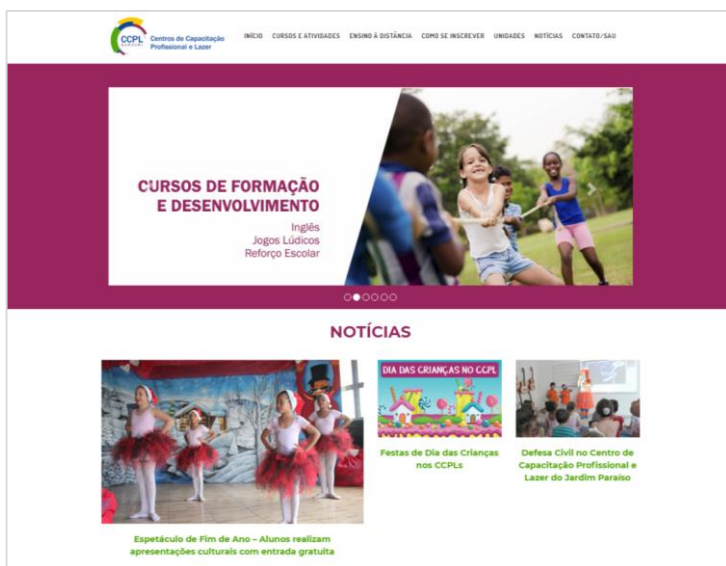 CCPL
Centros de Capacitação
Profissional e Lazer
INÍCIO CURSOS E ATIVIDADES ENSINO À DISTÂNCIA COMO SE INSCREVER UNIDADES NOTÍCIAS CONTATO/SAU
CURSOS DE FORMAÇÃO
E DESENVOLVIMENTO
Inglês
Jogos Lúdicos
Reforço Escolar
NOTÍCIAS
DIA DAS CRIANÇAS NO CCPL
Festas de Dia das Crianças
nos CCPLs
Defesa Civil no Centro de
Capacitação Profissional e
Lazer do Jardim Paraíso
Espetáculo de Fim de Ano – Alunos realizam
apresentações culturais com entrada gratuita